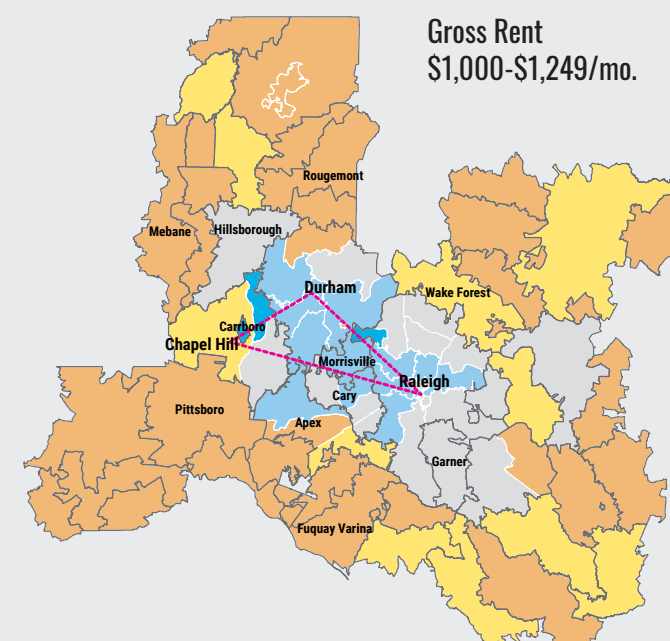 Gross Rent
$1,000-$1,249/mo.
Rougemont
Mebane
Hillsborough
Durham
Wake Forest
Carrboro
Chapel Hill
Morrisville
Raleigh
Cary
Pittsboro
Apex
Garner
Fuquay Varina